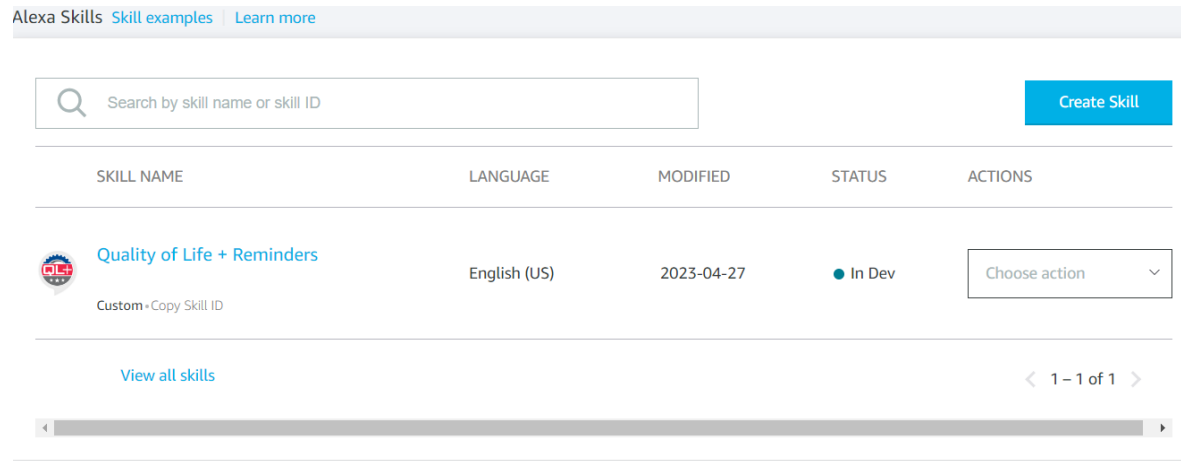 Alexa Skills Skill examples Learn more
Search by skill name or skill ID
Create Skill
SKILL NAME LANGUAGE MODIFIED STATUS ACTIONS
QL+
Quality of Life + Reminders
English (US) 2023-04-27 In Dev Choose action
Custom • Copy Skill ID
View all skills
1 – 1 of 1